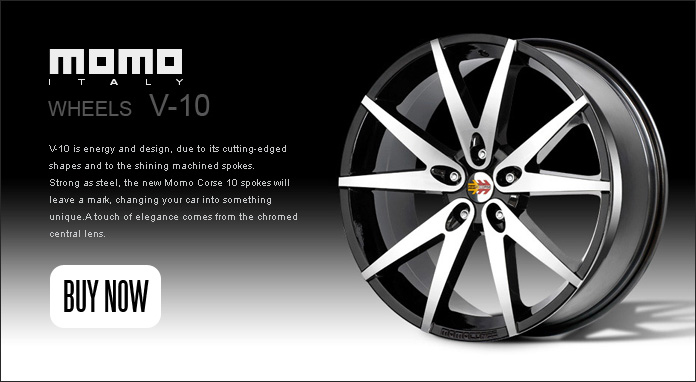 momo
ITALY
WHEELS V-10
V-10 is energy and design, due to its cutting-edged
shapes and to the shining machined spokes.
Strong as steel, the new Momo Corse 10 spokes will
leave a mark, changing your car into something
unique.A touch of elegance comes from the chromed
central lens.
BUY NOW
MOMOCORSE